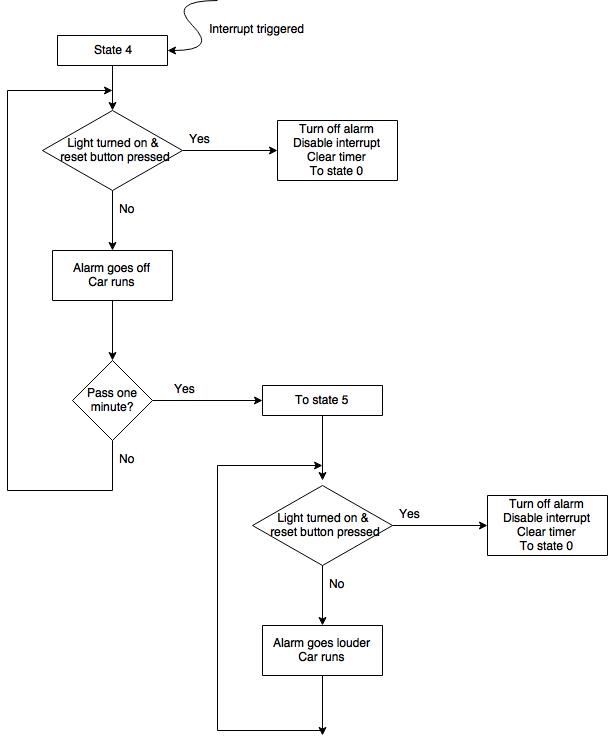 Interrupt triggered
State 4
Light turned on &
reset button pressed
Yes
Turn off alarm
Disable interrupt
Clear timer
To state 0
No
Alarm goes off
Car runs
Pass one
minute?
Yes
To state 5
No
Light turned on &
reset button pressed
Yes
Turn off alarm
Disable interrupt
Clear timer
To state 0
No
Alarm goes louder
Car runs